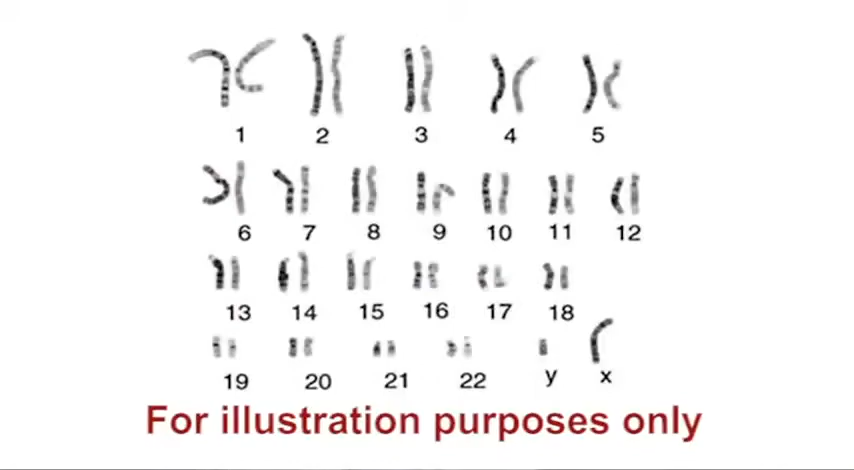 1 2 3 4 5
6 7 8 9 10 11 12
13 14 15 16 17 18
19 20 21 22 y x
For illustration purposes only